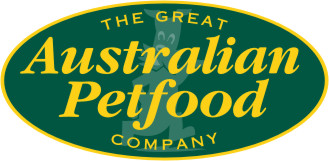 THE GREAT
Australian
Petfood
COMPANY